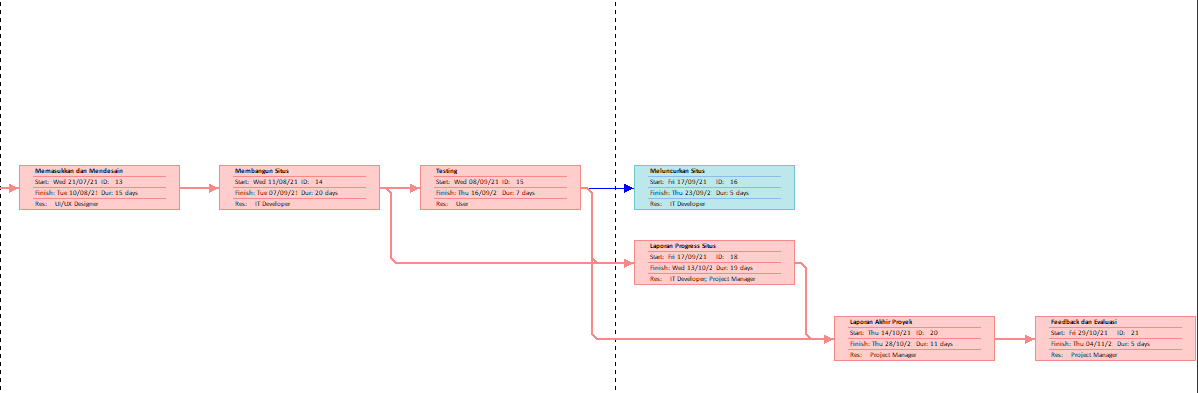 Memasukkan dan Mendesain
Start: Wed 21/07/21 ID: 13
Finish: Tue 10/08/21 Dur: 15 days
Res: UI/UX Designer
Membangun Situs
Start: Wed 11/08/21 ID: 14
Finish: Tue 07/09/21 Dur: 20 days
Res: IT Developer
Testing
Start: Wed 08/09/21 ID: 15
Finish: Thu 16/09/2 Dur: 7 days
Res: User
Meluncurkan Situs
Start: Fri 17/09/21 ID: 16
Finish: Thu 23/09/2 Dur: 5 days
Res: IT Developer
Laporan Progress Situs
Start: Fri 17/09/21 ID: 18
Finish: Wed 13/10/2 Dur: 19 days
Res: IT Developer; Project Manager
Laporan Akhir Proyek
Start: Thu 14/10/21 ID: 20
Finish: Thu 28/10/2 Dur: 11 days
Res: Project Manager
Feedback dan Evaluasi
Start: Fri 29/10/21 ID: 21
Finish: Thu 04/11/2 Dur: 5 days
Res: Project Manager